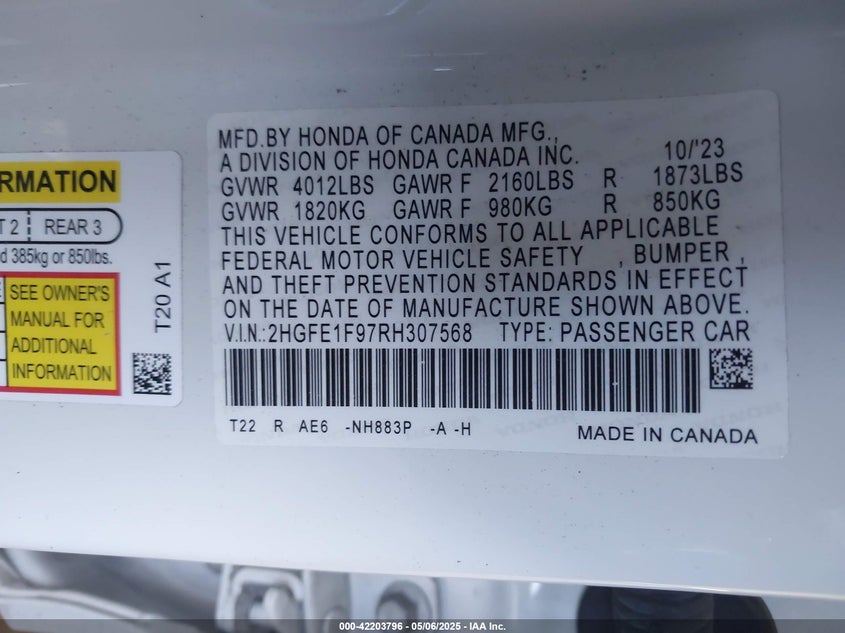 RMATION
T 2 REAR 3
d 385kg or 850lbs.
SEE OWNER'S
MANUAL FOR
ADDITIONAL
INFORMATION
T20 A1
MFD.BY HONDA OF CANADA MFG.,
A DIVISION OF HONDA CANADA INC. 10/'23
GVWR 4012LBS GAWR F 2160LBS R 1873LBS
GVWR 1820KG GAWR F 980KG R 850KG
THIS VEHICLE CONFORMS TO ALL APPLICABLE
FEDERAL MOTOR VEHICLE SAFETY , BUMPER ,
AND THEFT PREVENTION STANDARDS IN EFFECT
ON THE DATE OF MANUFACTURE SHOWN ABOVE.
V.I.N.:2HGFE1F97RH307568 TYPE: PASSENGER CAR
T22 R AE6 -NH883P -A -H
MADE IN CANADA
000-42203796 - 05/06/2025 - IAA Inc.